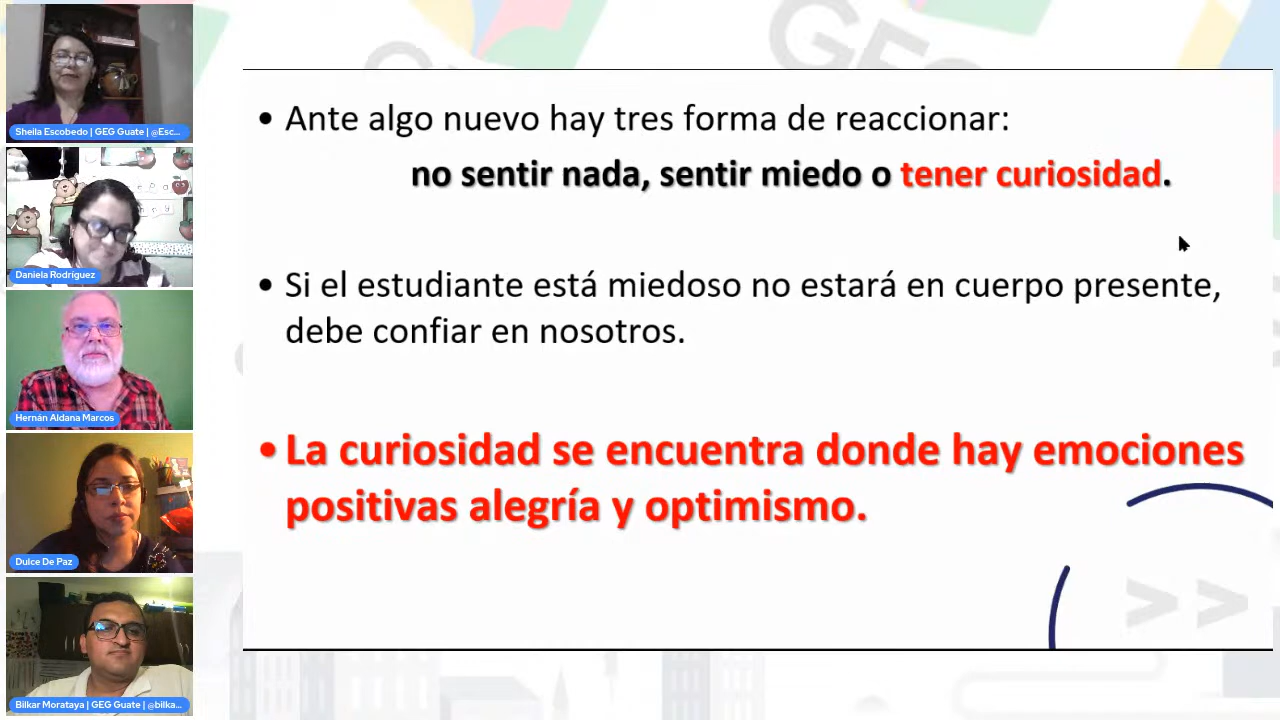 GEG
Sheila Escobedo | GEG Guate | @Esc...
Daniela Rodríguez
Hernán Aldana Marcos
Dulce De Paz
Bilkar Morataya | GEG Guate | @bilka...
• Ante algo nuevo hay tres forma de reaccionar:
no sentir nada, sentir miedo o tener curiosidad.
• Si el estudiante está miedoso no estará en cuerpo presente,
debe confiar en nosotros.
• La curiosidad se encuentra donde hay emociones
positivas alegría y optimismo.
>>